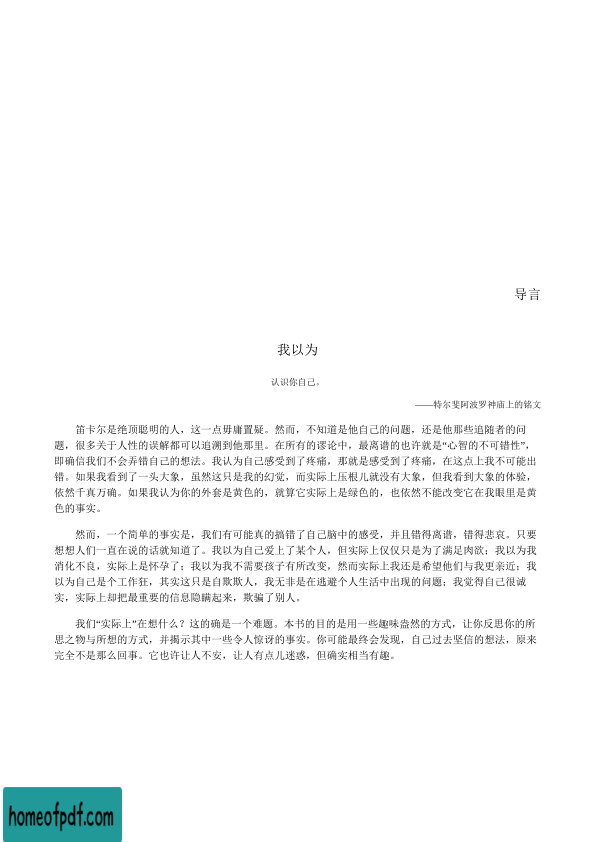 导言
我以为
认识你自己。
——特尔斐阿波罗神庙上的铭文
笛卡尔是绝顶聪明的人，这一点毋庸置疑。然而，不知道是他自己的问题，还是他那些追随者的问
题，很多关于人性的误解都可以追溯到他那里。在所有的谬论中，最离谱的也许就是“心智的不可错性”，
即确信我们不会弄错自己的想法。我认为自己感受到了疼痛，那就是感受到了疼痛，在这点上我不可能出
错。如果我看到了一头大象，虽然这只是我的幻觉，而实际上压根儿就没有大象，但我看到大象的体验，
依然千真万确。如果我认为你的外套是黄色的，就算它实际上是绿色的，也依然不能改变它在我眼里是黄
色的事实。
然而，一个简单的事实是，我们有可能真的搞错了自己脑中的感受，并且错得离谱，错得悲哀。只要
想想人们一直在说的话就知道了。我以为自己爱上了某个人，但实际上仅仅只是为了满足肉欲；我以为我
消化不良，实际上是怀孕了；我以为我不需要孩子有所改变，然而实际上我还是希望他们与我更亲近；我
以为自己是个工作狂，其实这只是自欺欺人，我无非是在逃避个人生活中出现的问题；我觉得自己很诚
实，实际上却把最重要的信息隐瞒起来，欺骗了别人。
我们“实际上”在想什么？这的确是一个难题。本书的目的是用一些趣味盎然的方式，让你反思你的所
思之物与所想的方式，并揭示其中一些令人惊讶的事实。你可能最终会发现，自己过去坚信的想法，原来
完全不是那么回事。它也许让人不安，让人有点儿迷惑，但确实相当有趣。
homeofpdf.com